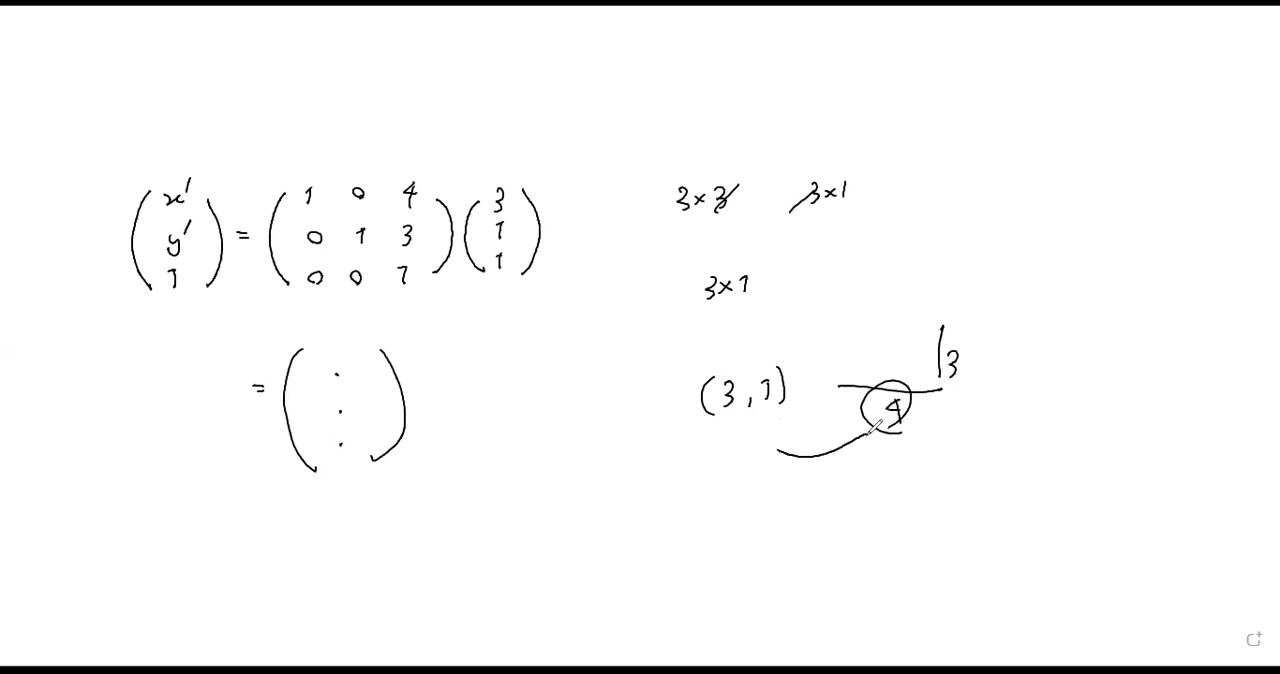 (x') = (1 0 4)(3)
(y') (0 1 3)(1)
(1) (0 0 1)(1)
3×3 3×1
3×1
= ( . . . )
(3,1)
3
4